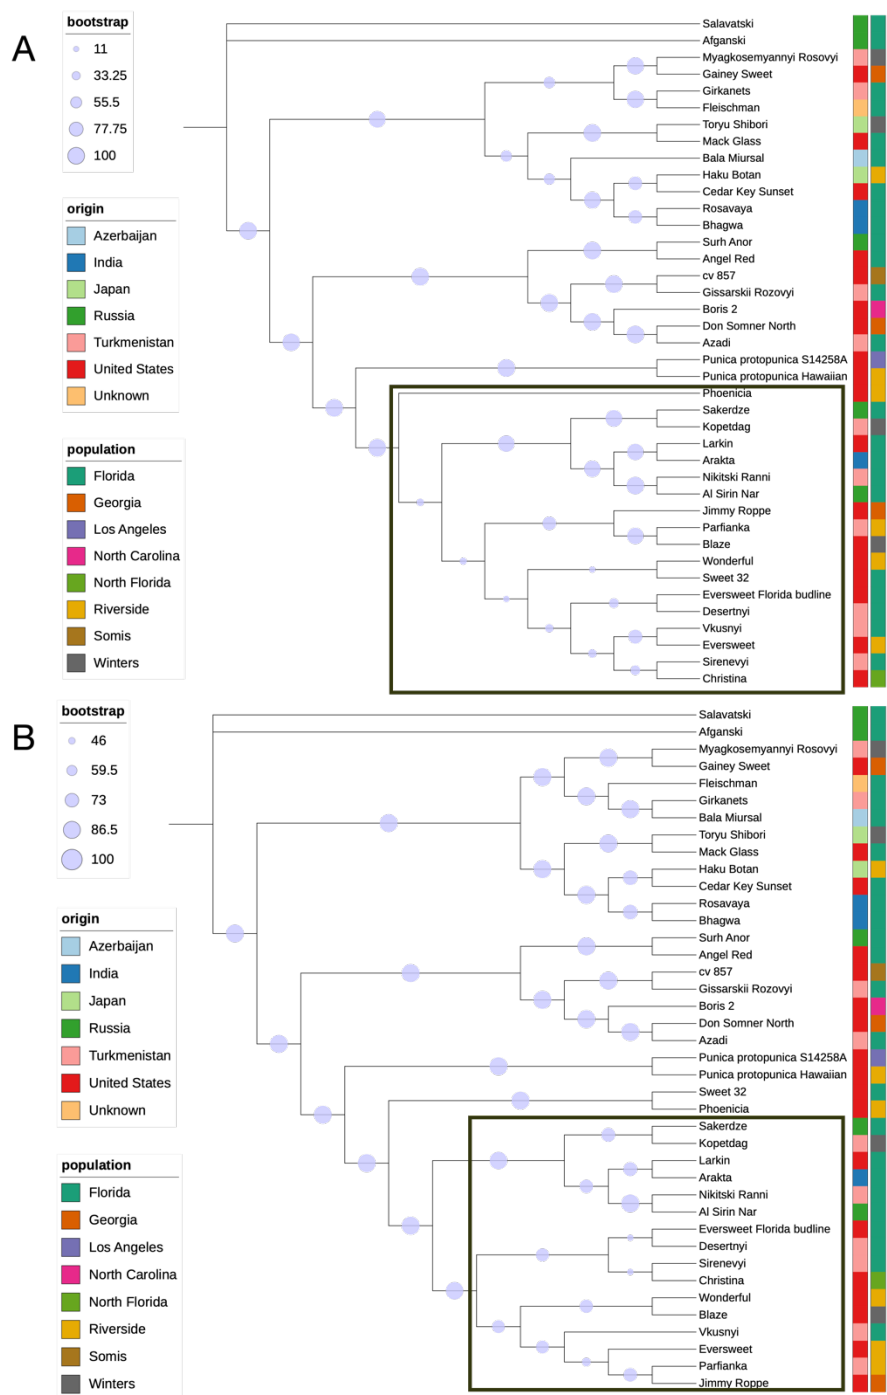 A
bootstrap
11
33.25
55.5
77.75
100
origin
Azerbaijan
India
Japan
Russia
Turkmenistan
United States
Unknown
population
Florida
Georgia
Los Angeles
North Carolina
North Florida
Riverside
Somis
Winters
Salavatski
Afganski
Myagkosemyannyi Rosovyi
Gainey Sweet
Girkanets
Fleischman
Toryu Shibori
Mack Glass
Bala Miursal
Haku Botan
Cedar Key Sunset
Rosavaya
Bhagwa
Surh Anor
Angel Red
cv 857
Gissarskii Rozovyi
Boris 2
Don Somner North
Azadi
Punica protopunica S14258A
Punica protopunica Hawaiian
Phoenicia
Sakerdze
Kopetdag
Larkin
Arakta
Nikitski Ranni
Al Sirin Nar
Jimmy Roppe
Parfianka
Blaze
Wonderful
Sweet 32
Eversweet Florida budline
Desertnyi
Vkusnyi
Eversweet
Sirenevyi
Christina
B
bootstrap
46
59.5
73
86.5
100
origin
Azerbaijan
India
Japan
Russia
Turkmenistan
United States
Unknown
population
Florida
Georgia
Los Angeles
North Carolina
North Florida
Riverside
Somis
Winters
Salavatski
Afganski
Myagkosemyannyi Rosovyi
Gainey Sweet
Fleischman
Girkanets
Bala Miursal
Toryu Shibori
Mack Glass
Haku Botan
Cedar Key Sunset
Rosavaya
Bhagwa
Surh Anor
Angel Red
cv 857
Gissarskii Rozovyi
Boris 2
Don Somner North
Azadi
Punica protopunica S14258A
Punica protopunica Hawaiian
Sweet 32
Phoenicia
Sakerdze
Kopetdag
Larkin
Arakta
Nikitski Ranni
Al Sirin Nar
Eversweet Florida budline
Desertnyi
Sirenevyi
Christina
Wonderful
Blaze
Vkusnyi
Eversweet
Parfianka
Jimmy Roppe